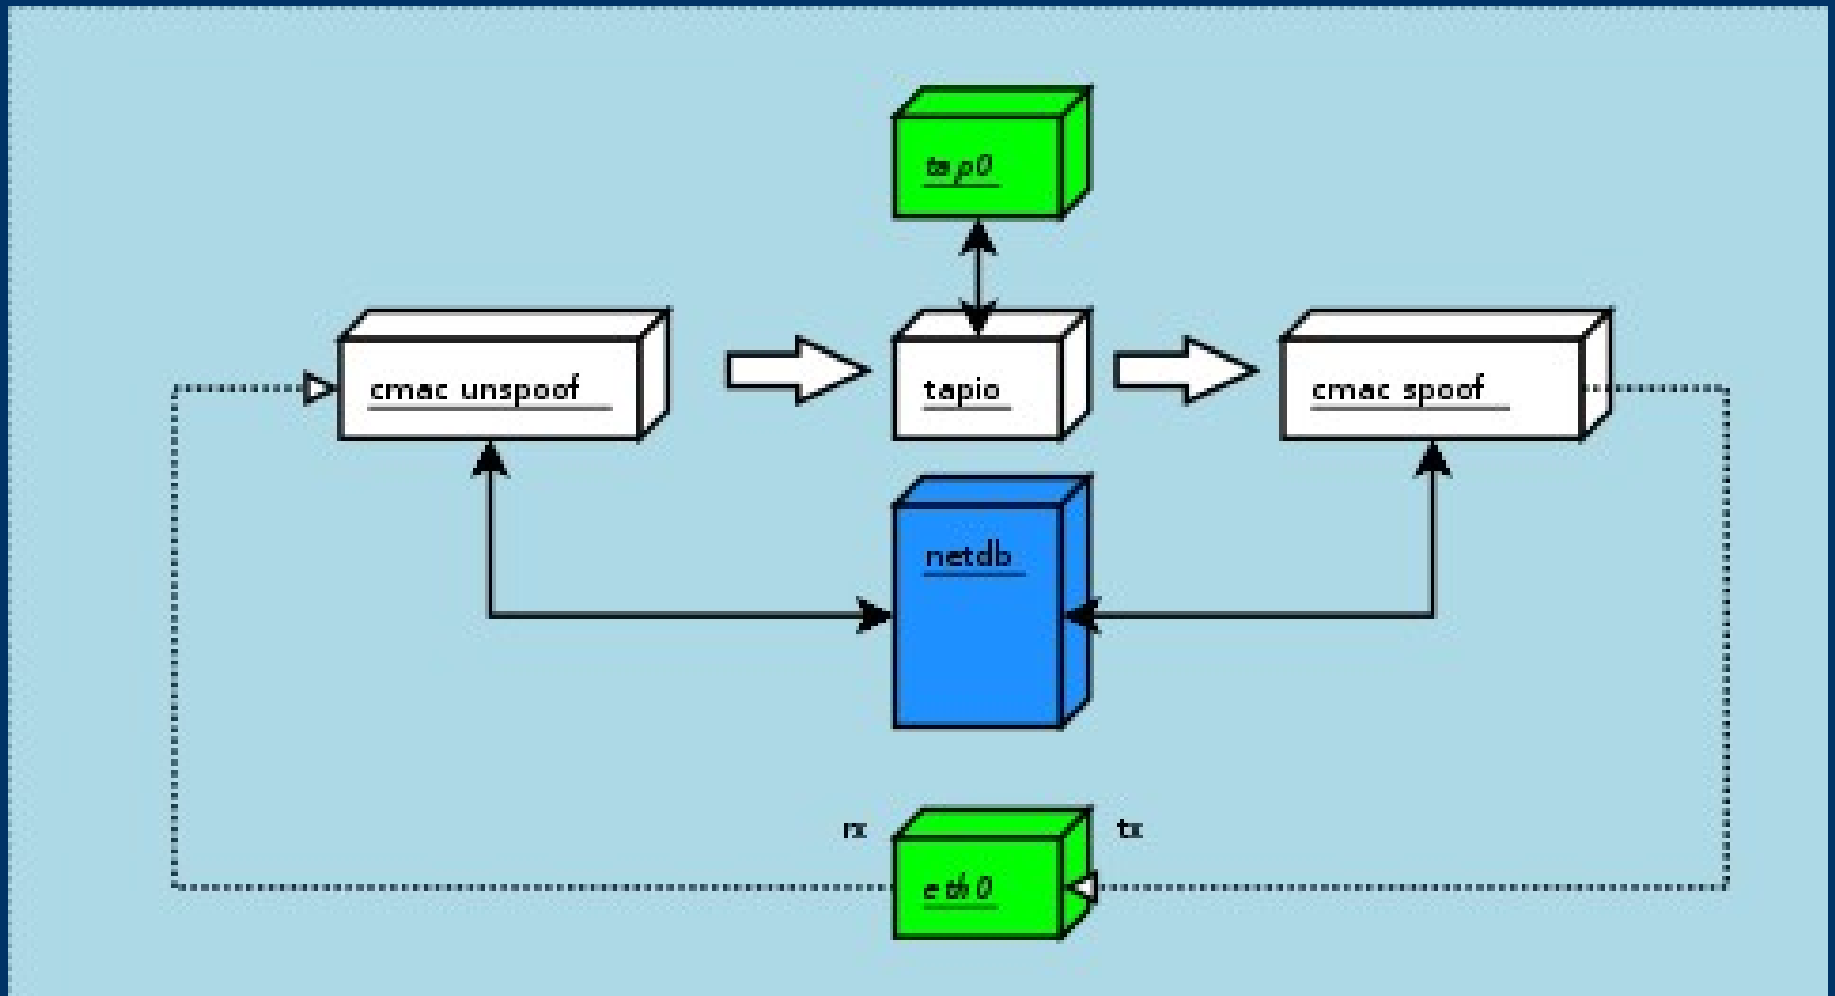 tap0
cmac unspoof
tapio
cmac spoof
netdb
rx
tx
eth0